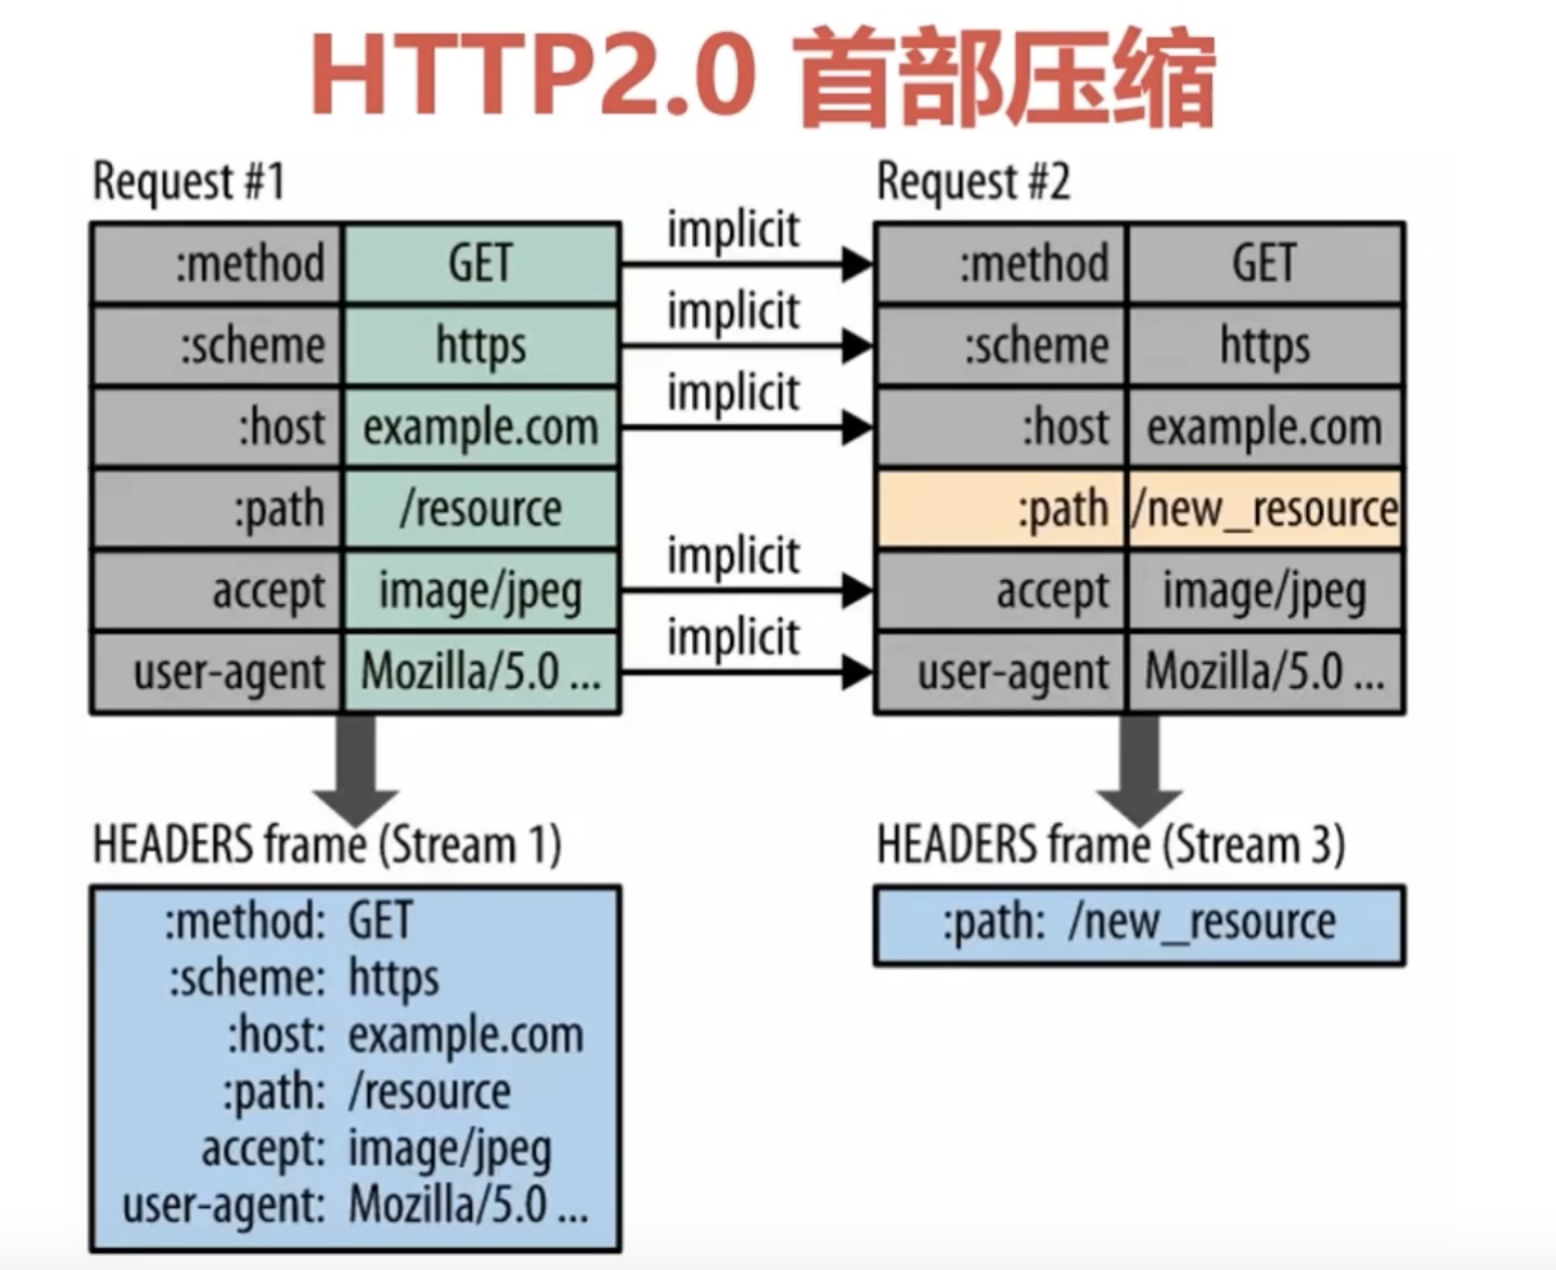 HTTP2.0 首部压缩
Request #1
:method GET
:scheme https
:host example.com
:path /resource
accept image/jpeg
user-agent Mozilla/5.0 ...
implicit
implicit
implicit
implicit
implicit
Request #2
:method GET
:scheme https
:host example.com
:path /new_resource
accept image/jpeg
user-agent Mozilla/5.0 ...
HEADERS frame (Stream 1)
:method: GET
:scheme: https
:host: example.com
:path: /resource
accept: image/jpeg
user-agent: Mozilla/5.0 ...
HEADERS frame (Stream 3)
:path: /new_resource